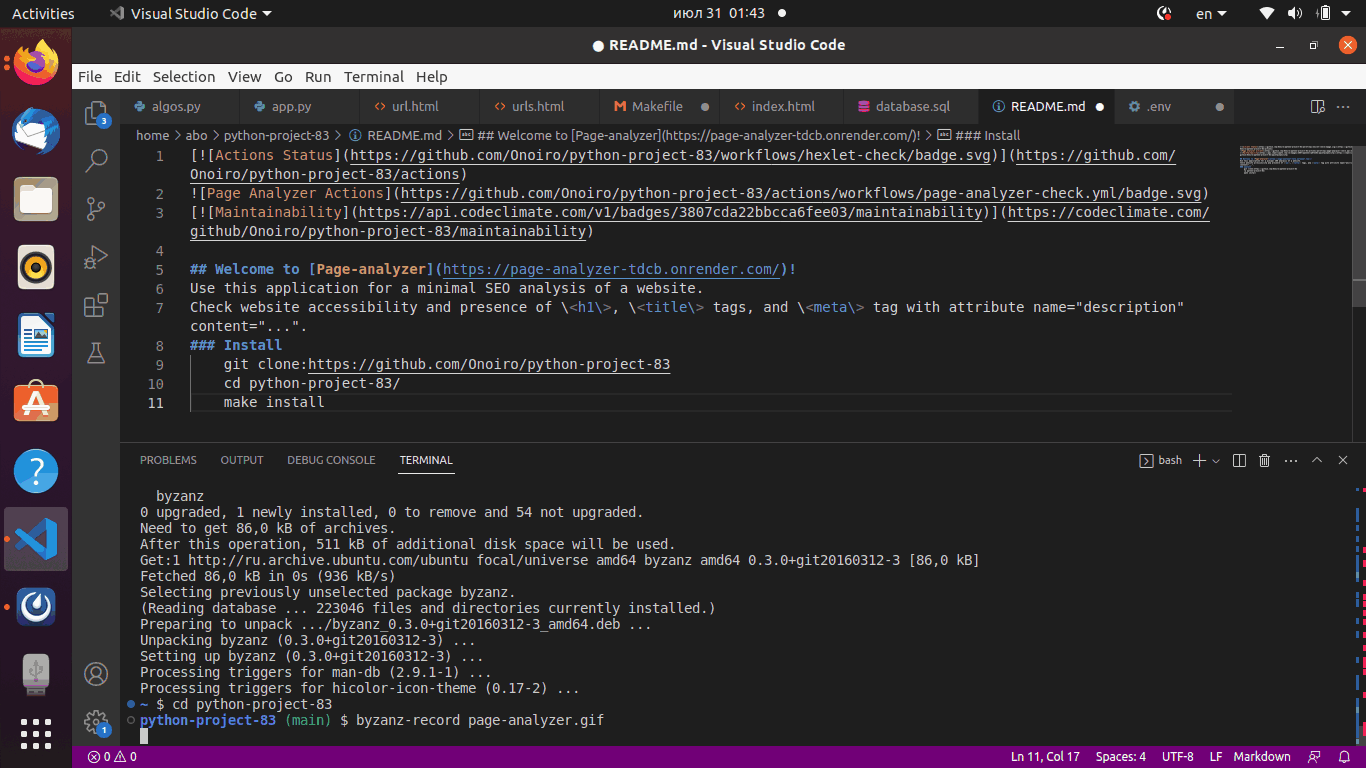 Activities
Visual Studio Code
июл 31 01:43
en
● README.md - Visual Studio Code
File Edit Selection View Go Run Terminal Help
algos.py
app.py
url.html
urls.html
Makefile
index.html
database.sql
README.md
.env
home > abo > python-project-83 > README.md > ## Welcome to [Page-analyzer](https://page-analyzer-tdcb.onrender.com/)! > ### Install
1 [![Actions Status](https://github.com/Onoiro/python-project-83/workflows/hexlet-check/badge.svg)](https://github.com/
Onoiro/python-project-83/actions)
2 ![Page Analyzer Actions](https://github.com/Onoiro/python-project-83/actions/workflows/page-analyzer-check.yml/badge.svg)
3 [![Maintainability](https://api.codeclimate.com/v1/badges/3807cda22bbcca6fee03/maintainability)](https://codeclimate.com/
github/Onoiro/python-project-83/maintainability)
4
5 ## Welcome to [Page-analyzer](https://page-analyzer-tdcb.onrender.com/)!
6 Use this application for a minimal SEO analysis of a website.
7 Check website accessibility and presence of \<h1\>, \<title\> tags, and \<meta\> tag with attribute name="description"
content="...".
8 ### Install
9 git clone:https://github.com/Onoiro/python-project-83
10 cd python-project-83/
11 make install
3
PROBLEMS OUTPUT DEBUG CONSOLE TERMINAL
bash
byzanz
0 upgraded, 1 newly installed, 0 to remove and 54 not upgraded.
Need to get 86,0 kB of archives.
After this operation, 511 kB of additional disk space will be used.
Get:1 http://ru.archive.ubuntu.com/ubuntu focal/universe amd64 byzanz amd64 0.3.0+git20160312-3 [86,0 kB]
Fetched 86,0 kB in 0s (936 kB/s)
Selecting previously unselected package byzanz.
(Reading database ... 223046 files and directories currently installed.)
Preparing to unpack .../byzanz_0.3.0+git20160312-3_amd64.deb ...
Unpacking byzanz (0.3.0+git20160312-3) ...
Setting up byzanz (0.3.0+git20160312-3) ...
Processing triggers for man-db (2.9.1-1) ...
Processing triggers for hicolor-icon-theme (0.17-2) ...
~ $ cd python-project-83
python-project-83 (main) $ byzanz-record page-analyzer.gif
1
0 0
Ln 11, Col 17
Spaces: 4
UTF-8
LF
Markdown